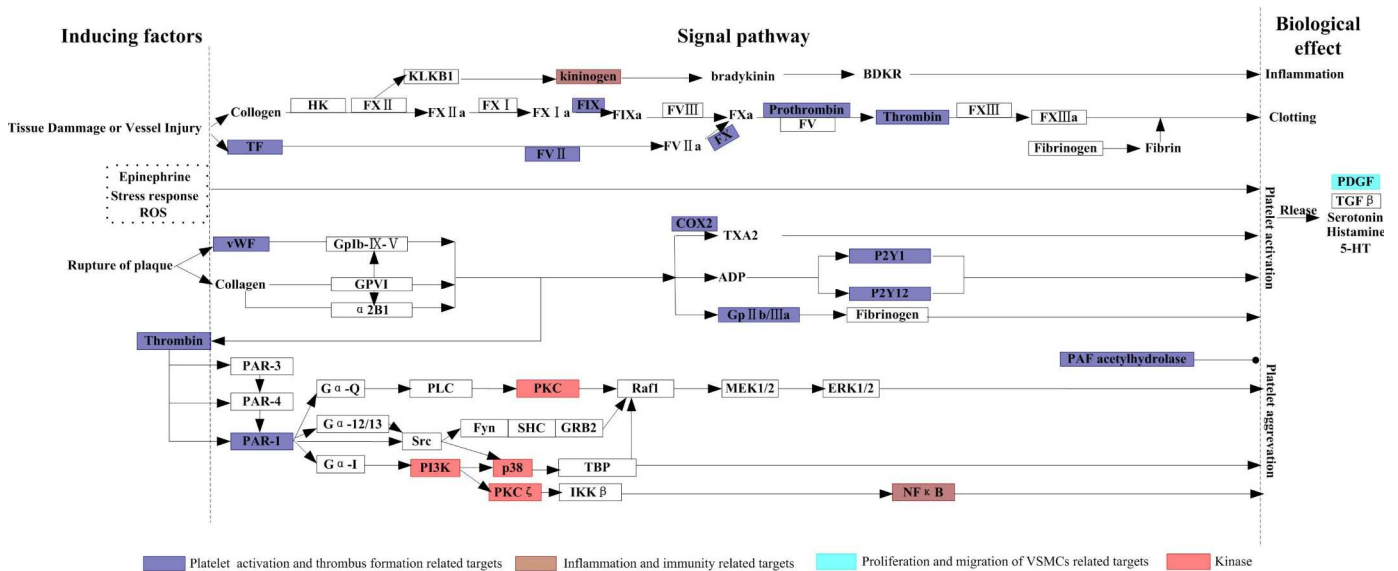 Inducing factors
Signal pathway
Biological
effect
KLKB1
kininogen
bradykinin
BDKR
Inflammation
Collagen
HK
FXⅡ
FXⅡa
FXⅠ
FXⅠa
FIX
FIXa
FVIII
FXa
Prothrombin
FV
Thrombin
FXIII
FXIIIa
Clotting
Tissue Dammage or Vessel Injury
TF
FVⅡ
FVⅡa
FX
Fibrinogen
Fibrin
Epinephrine
Stress response
ROS
Platelet activation
Rlease
PDGF
TGFβ
Serotonin
Histamine
5-HT
vWF
GpIb-Ⅸ-Ⅴ
COX2
TXA2
Rupture of plaque
Collagen
GPVI
α2B1
ADP
P2Y1
P2Y12
GpⅡb/Ⅲa
Fibrinogen
Thrombin
PAF acetylhydrolase
Platelet aggrevation
PAR-3
PAR-4
PAR-1
Gα-Q
PLC
PKC
Raf1
MEK1/2
ERK1/2
Gα-12/13
Src
Fyn
SHC
GRB2
Gα-I
PI3K
p38
TBP
PKCζ
IKKβ
NFκB
Platelet activation and thrombus formation related targets
Inflammation and immunity related targets
Proliferation and migration of VSMCs related targets
Kinase